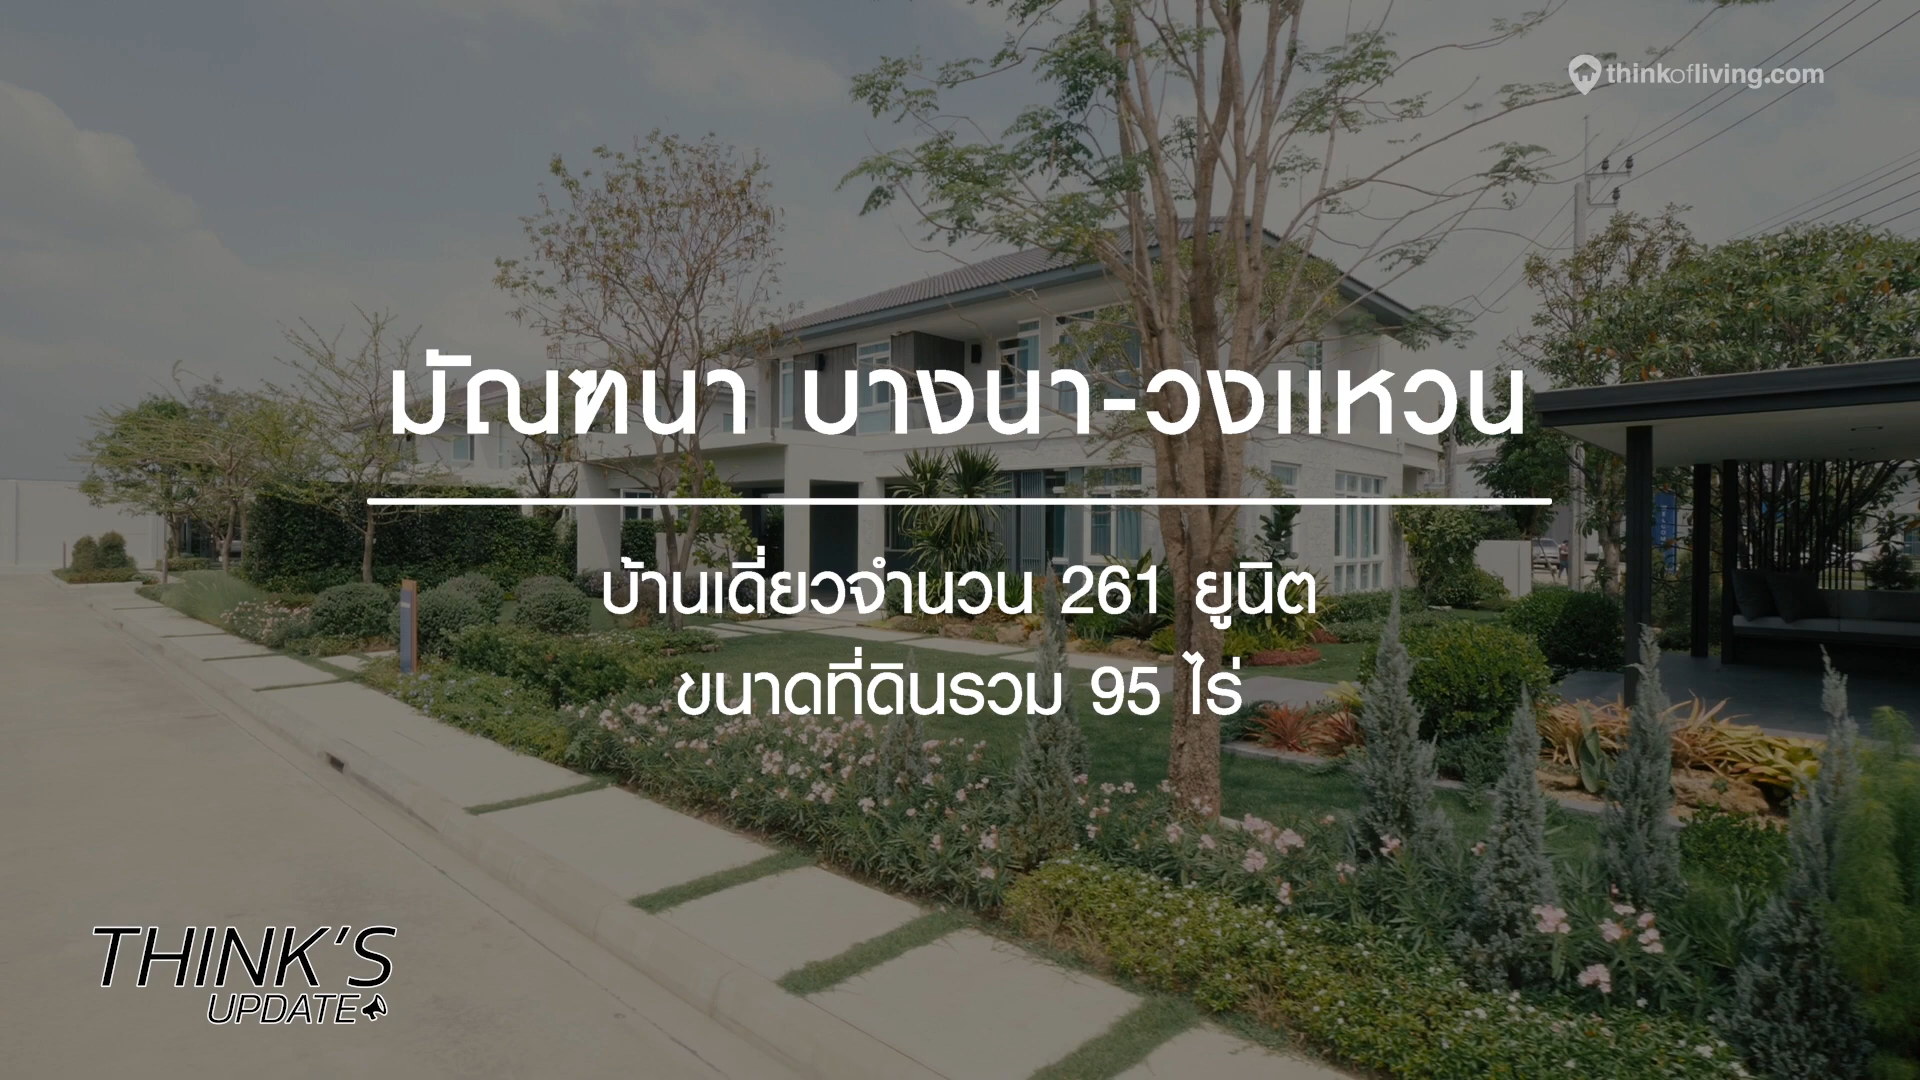 thinkofliving.com
มัณฑนา บางนา-วงแหวน
บ้านเดี่ยวจำนวน 261 ยูนิต
ขนาดที่ดินรวม 95 ไร่
THINK'S
UPDATE